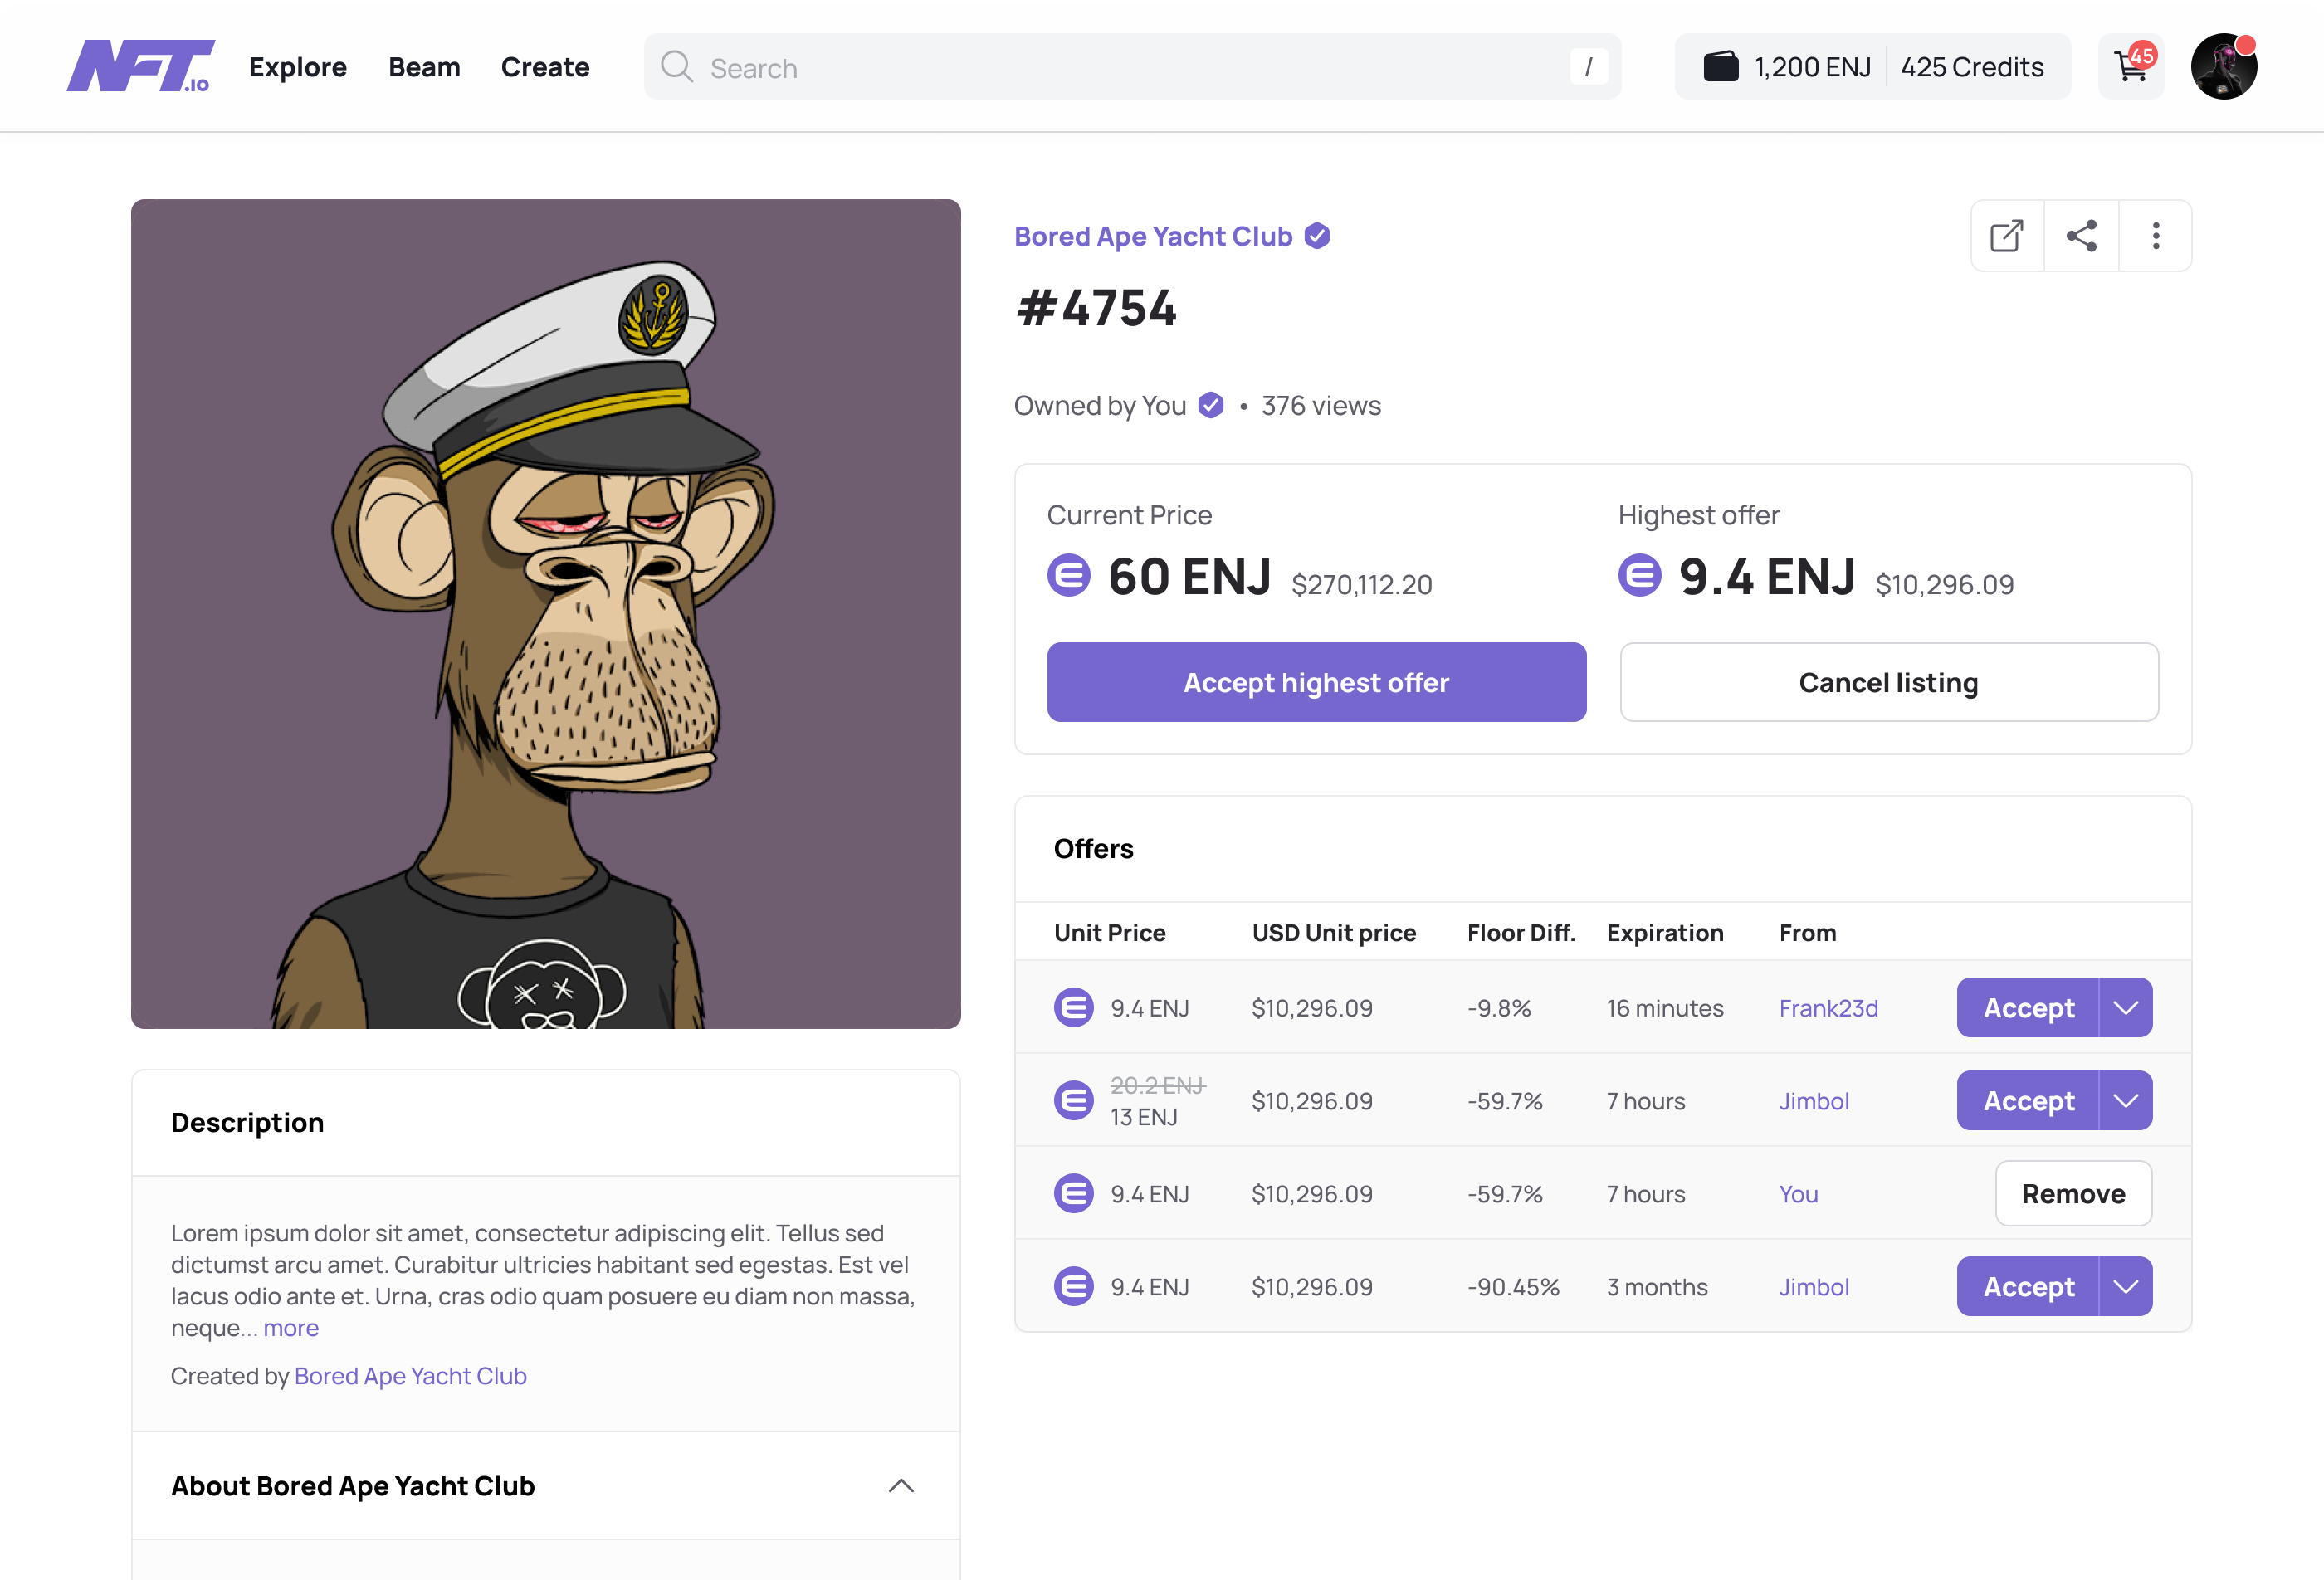 NFT.io
Explore Beam Create
Search /
1,200 ENJ 425 Credits
45
Bored Ape Yacht Club
#4754
Owned by You • 376 views
Current Price Highest offer
60 ENJ $270,112.20 9.4 ENJ $10,296.09
Accept highest offer Cancel listing
Offers
Unit Price USD Unit price Floor Diff. Expiration From
9.4 ENJ $10,296.09 -9.8% 16 minutes Frank23d Accept
20.2 ENJ
13 ENJ $10,296.09 -59.7% 7 hours Jimbol Accept
9.4 ENJ $10,296.09 -59.7% 7 hours You Remove
9.4 ENJ $10,296.09 -90.45% 3 months Jimbol Accept
Description
Lorem ipsum dolor sit amet, consectetur adipiscing elit. Tellus sed
dictumst arcu amet. Curabitur ultricies habitant sed egestas. Est vel
lacus odio ante et. Urna, cras odio quam posuere eu diam non massa,
neque... more
Created by Bored Ape Yacht Club
About Bored Ape Yacht Club